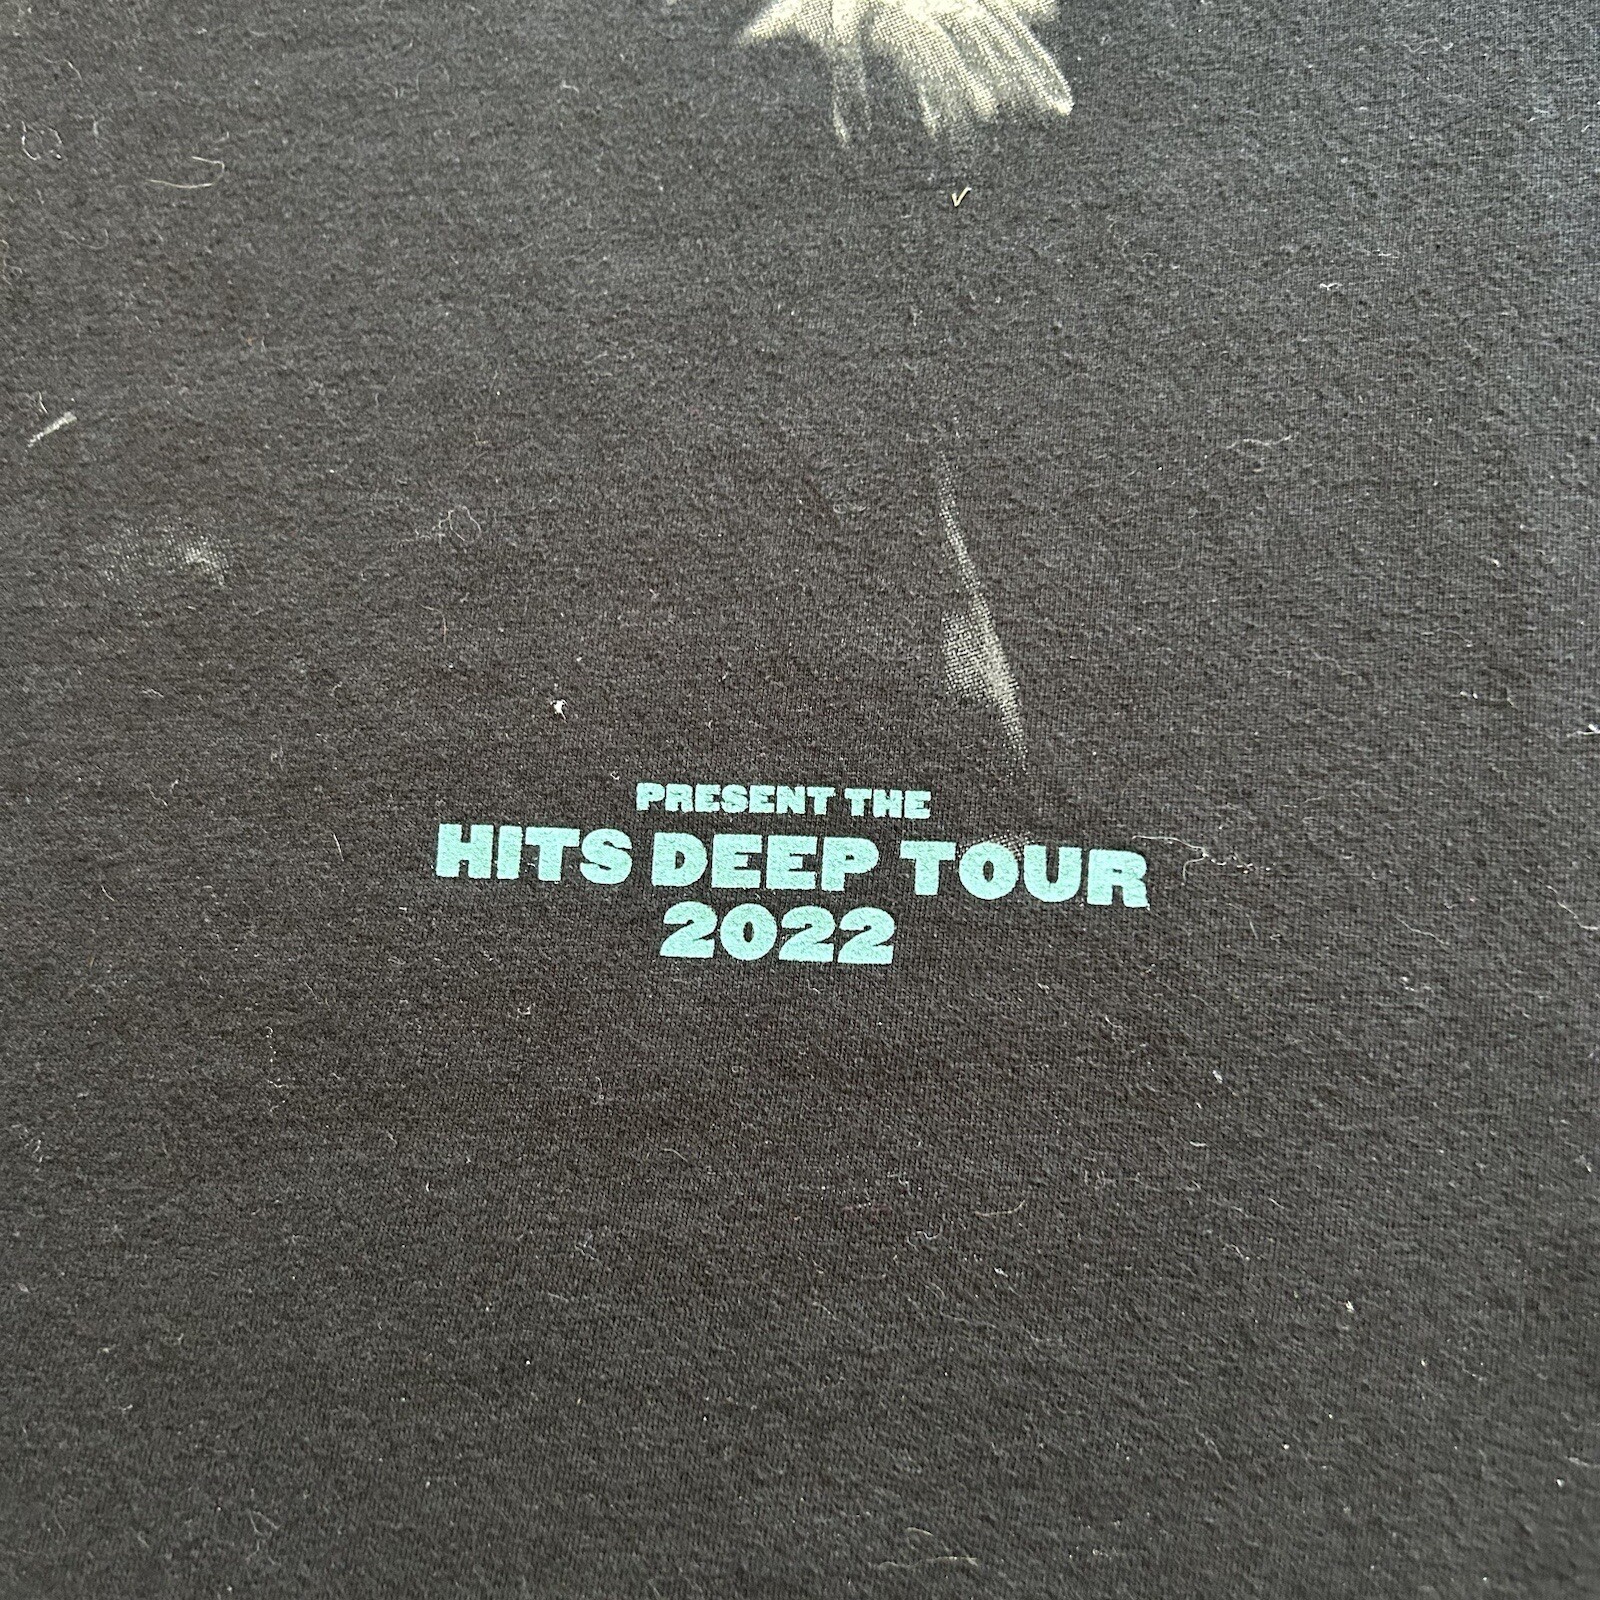 PRESENT THE
HITS DEEP TOUR
2022